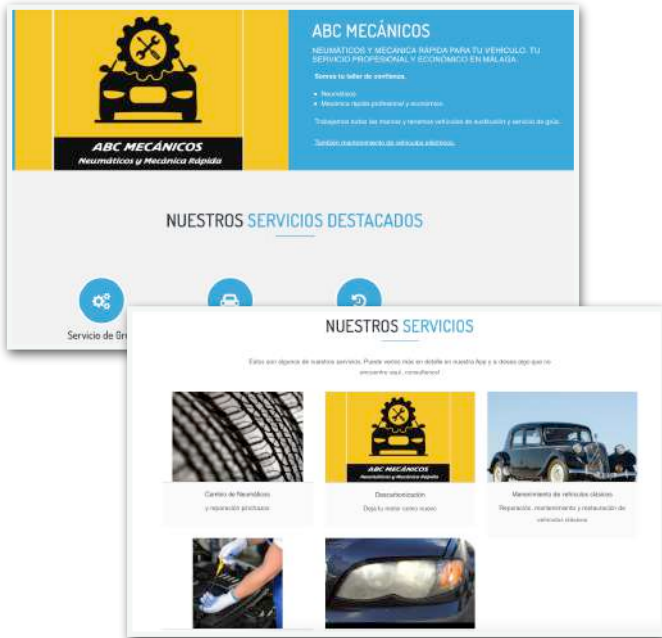 ABC MECÁNICOS
NEUMÁTICOS Y MECÁNICA RÁPIDA PARA TU VEHICULO. TU
SERVICIO PROFESIONAL Y ECONÓMICO EN MÁLAGA.
Somos tu taller de confianza.
Neumáticos
Mecánica rápida profesional y económico
Trabajamos todas las marcas y tenemos vehículos de sustitución y servicio de grúa.
También mantenimiento de vehículos eléctricos.
ABC MECÁNICOS
Neumáticos y Mecánica Rápida
NUESTROS SERVICIOS DESTACADOS
Servicio de Gr
NUESTROS SERVICIOS
Estos son algunos de nuestros servicios. Puede verlos más en detalle en nuestra App y si desea algo que no
encuentre aquí, consúltenos!
ABC MECÁNICOS
Neumáticos y Mecánica Rápida
Cambio de Neumáticos
y reparación pinchazos
Descarbonización
Deja tu motor como nuevo
Mantenimiento de vehículos clásicos
Reparación, mantenimiento y restauración de
vehículos clásicos